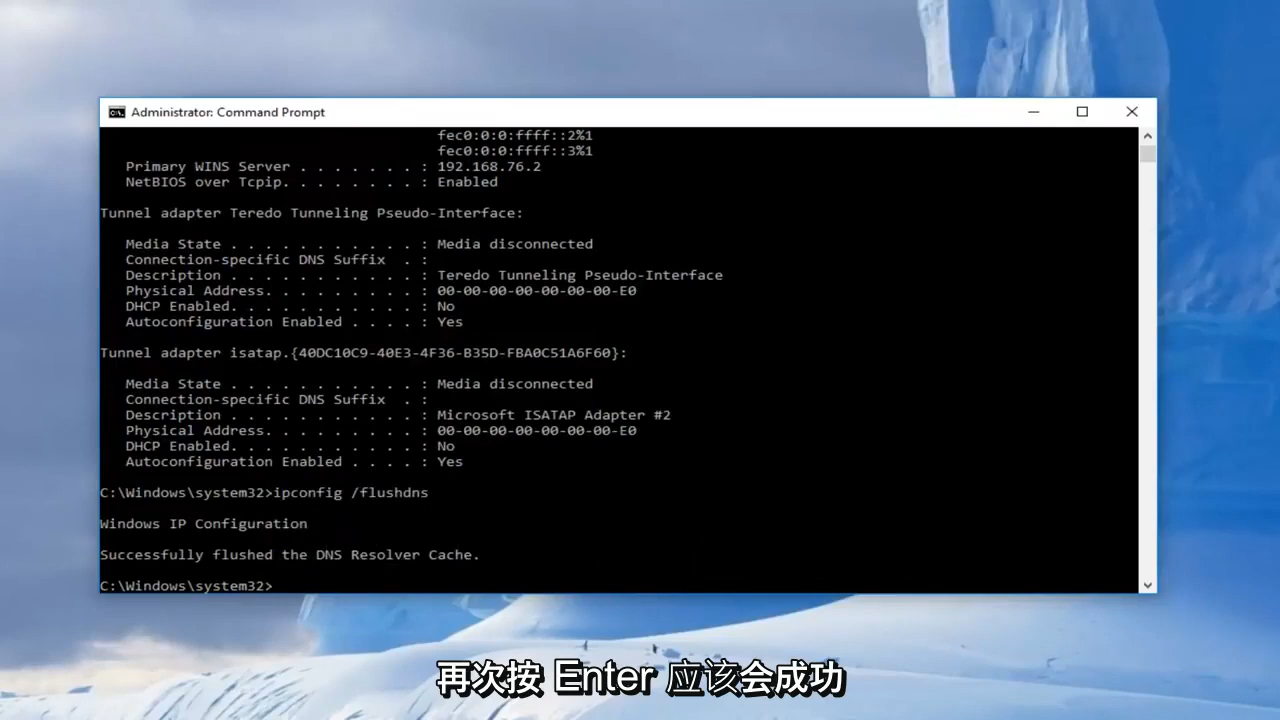 Administrator: Command Prompt
fec0:0:0:ffff::2%1
fec0:0:0:ffff::3%1
Primary WINS Server . . . . . . . : 192.168.76.2
NetBIOS over Tcpip. . . . . . . . : Enabled
Tunnel adapter Teredo Tunneling Pseudo-Interface:
Media State . . . . . . . . . . . : Media disconnected
Connection-specific DNS Suffix  . :
Description . . . . . . . . . . . : Teredo Tunneling Pseudo-Interface
Physical Address. . . . . . . . . : 00-00-00-00-00-00-00-E0
DHCP Enabled. . . . . . . . . . . : No
Autoconfiguration Enabled . . . . : Yes
Tunnel adapter isatap.{40DC10C9-40E3-4F36-B35D-FBA0C51A6F60}:
Media State . . . . . . . . . . . : Media disconnected
Connection-specific DNS Suffix  . :
Description . . . . . . . . . . . : Microsoft ISATAP Adapter #2
Physical Address. . . . . . . . . : 00-00-00-00-00-00-00-E0
DHCP Enabled. . . . . . . . . . . : No
Autoconfiguration Enabled . . . . : Yes
C:\Windows\system32>ipconfig /flushdns
Windows IP Configuration
Successfully flushed the DNS Resolver Cache.
C:\Windows\system32>
再次按 Enter 应该会成功